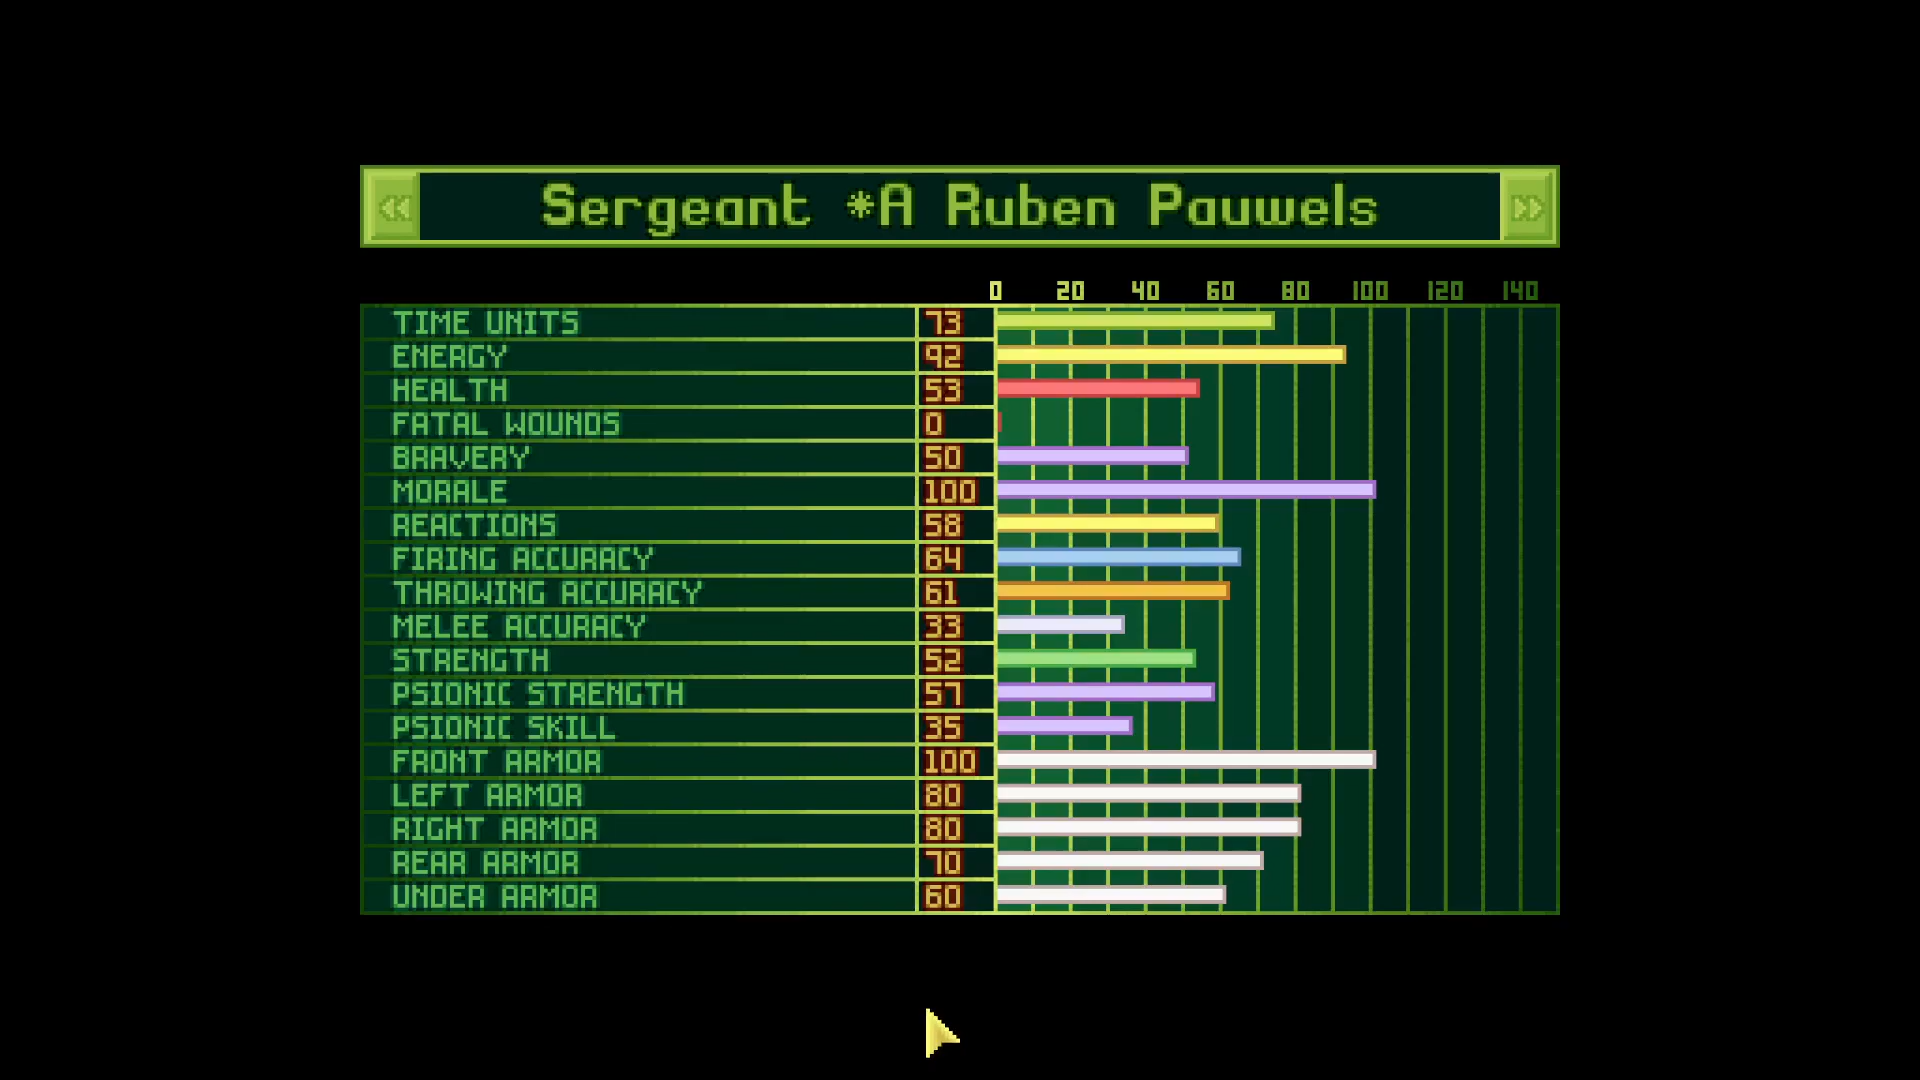 Sergeant *A Ruben Pauwels
0 20 40 60 80 100 120 140
TIME UNITS 73
ENERGY 92
HEALTH 53
FATAL WOUNDS 0
BRAVERY 50
MORALE 100
REACTIONS 58
FIRING ACCURACY 64
THROWING ACCURACY 61
MELEE ACCURACY 33
STRENGTH 52
PSIONIC STRENGTH 57
PSIONIC SKILL 35
FRONT ARMOR 100
LEFT ARMOR 80
RIGHT ARMOR 80
REAR ARMOR 70
UNDER ARMOR 60